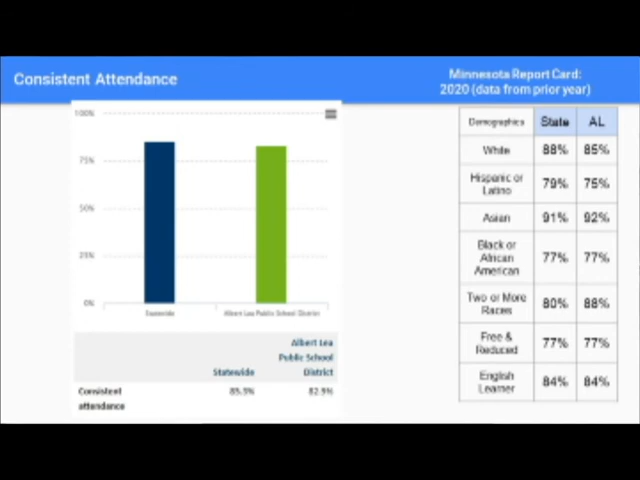 Consistent Attendance
Minnesota Report Card:
2020 (data from prior year)
100%
75%
50%
25%
0%
Statewide
Albert Lea Public School District
Albert Lea
Public School
Statewide
District
Consistent
attendance
82.9%
Demographics State AL
White 88% 85%
Hispanic or
Latino
79% 75%
Asian 91% 92%
Black or
African
American
77% 77%
Two or More
Races
80% 88%
Free &
Reduced
77% 77%
English
Learner
84% 84%